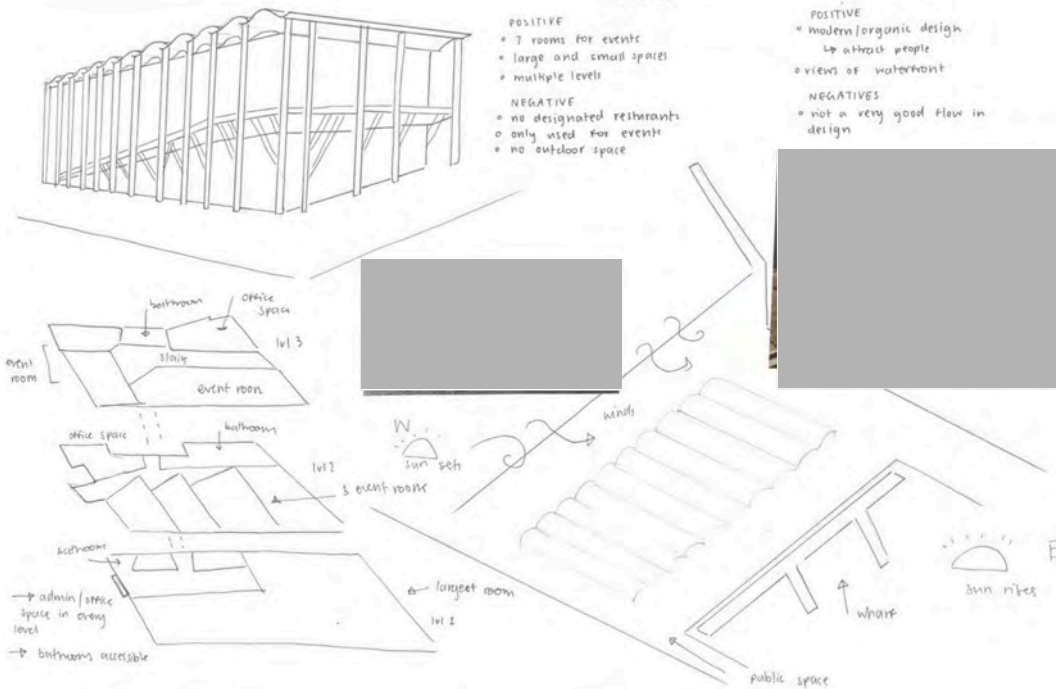 POSITIVE
• 7 rooms for events
• large and small spaces
• multiple levels
NEGATIVE
• no designated resturants
• only used for events
• no outdoor space
POSITIVE
• modern/organic design
↳ attract people
• views of waterfront
NEGATIVES
• not a very good flow in
design
bathroom
office
space
lvl 3
event
room
stairs
event room
office space
bathroom
lvl 2
3 event rooms
bathroom
→ admin/office
space in every
level
→ bathrooms accessible
largest room
lvl 1
W
sun sets
winds
E
sun rises
wharf
public space